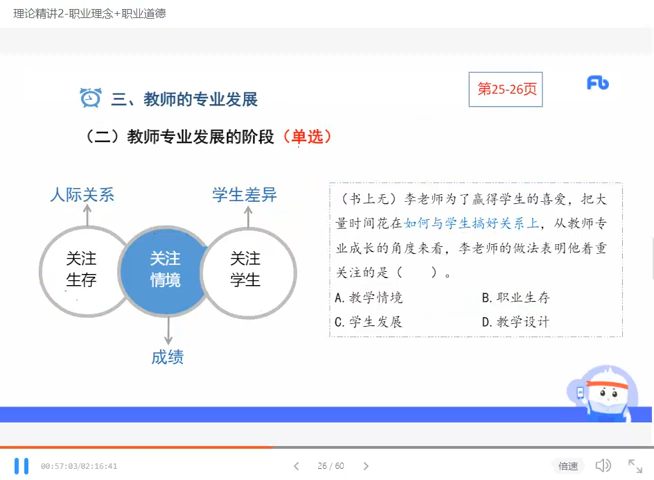 理论精讲2-职业理念+职业道德
三、教师的专业发展
第25-26页
Fb
（二）教师专业发展的阶段（单选）
人际关系
学生差异
关注
生存
关注
情境
关注
学生
成绩
（书上无）李老师为了赢得学生的喜爱，把大
量时间花在如何与学生搞好关系上，从教师专
业成长的角度来看，李老师的做法表明他着重
关注的是（ ）。
A.教学情境 B.职业生存
C.学生发展 D.教学设计
00:57:03/02:16:41
26 / 60
倍速